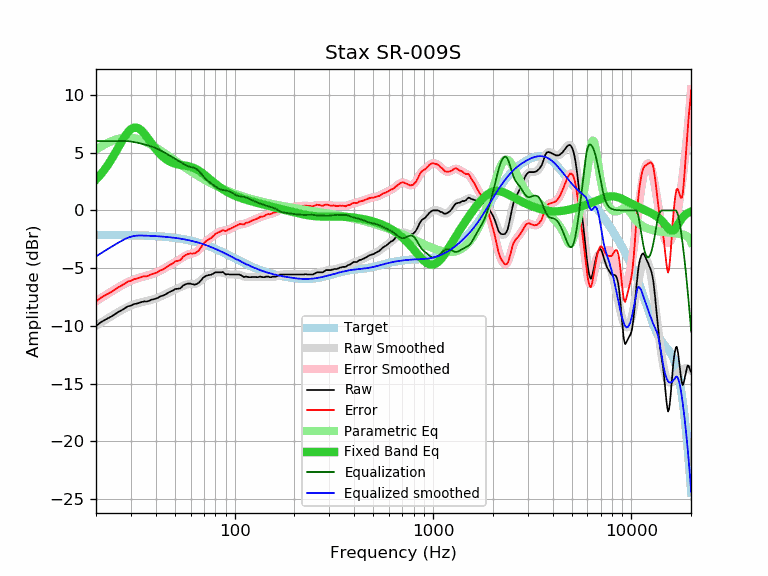 Stax SR-009S
10
5
0
−5
−10
−15
−20
−25
Amplitude (dBr)
Target
Raw Smoothed
Error Smoothed
Raw
Error
Parametric Eq
Fixed Band Eq
Equalization
Equalized smoothed
100
1000
10000
Frequency (Hz)